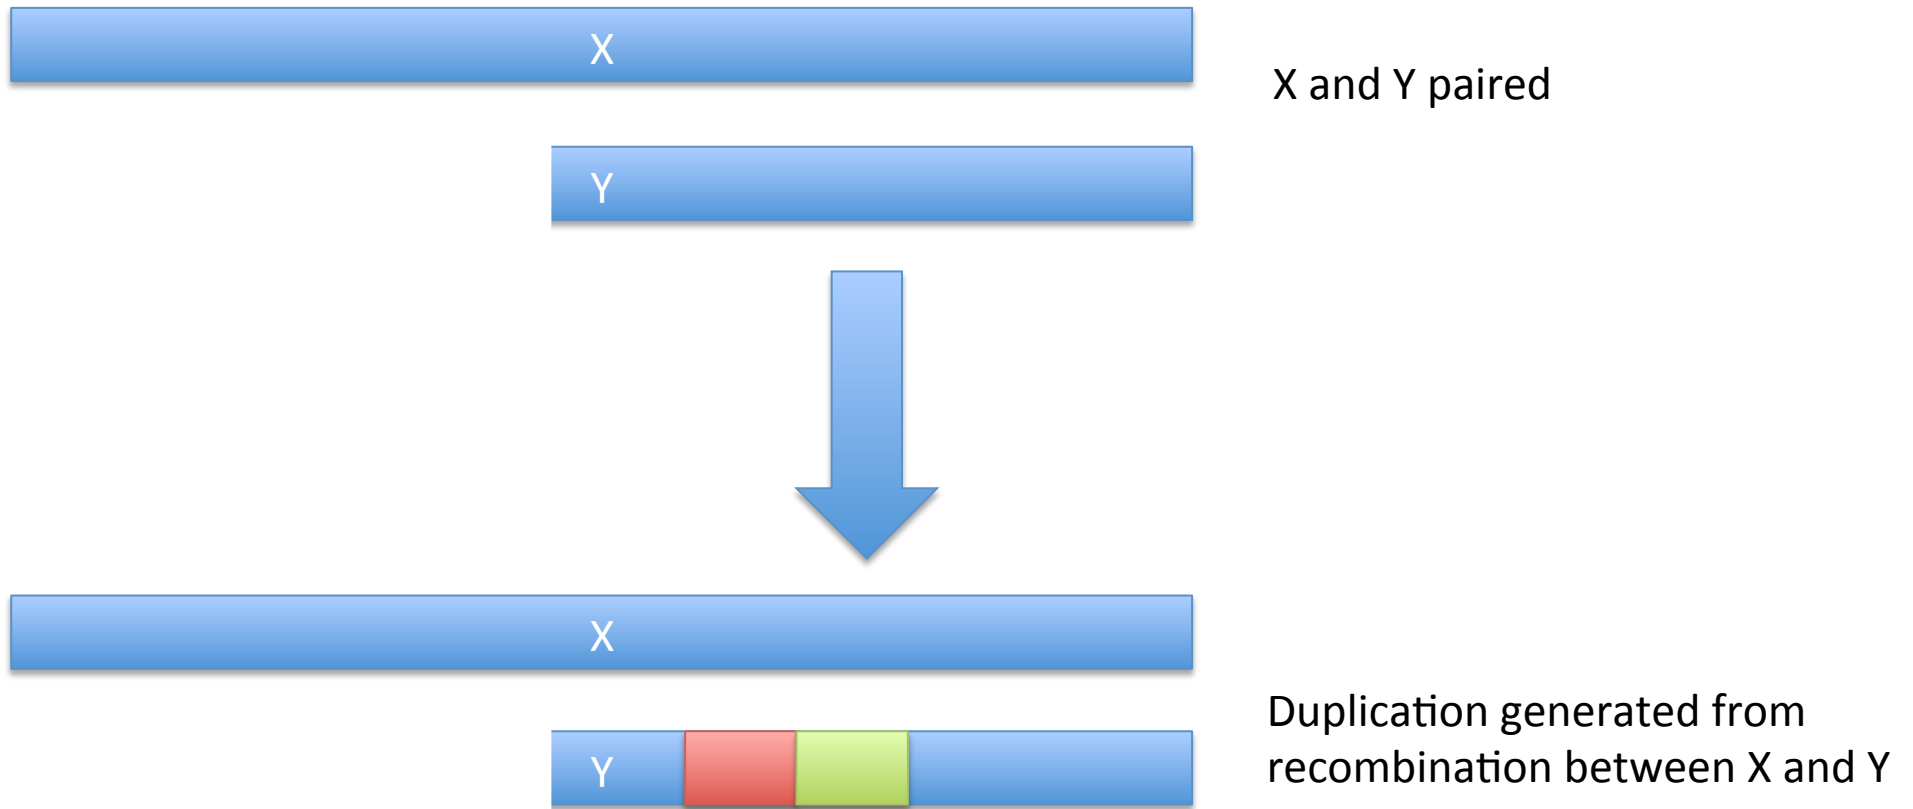 X
X and Y paired
Y
X
Duplication generated from
recombination between X and Y
Y